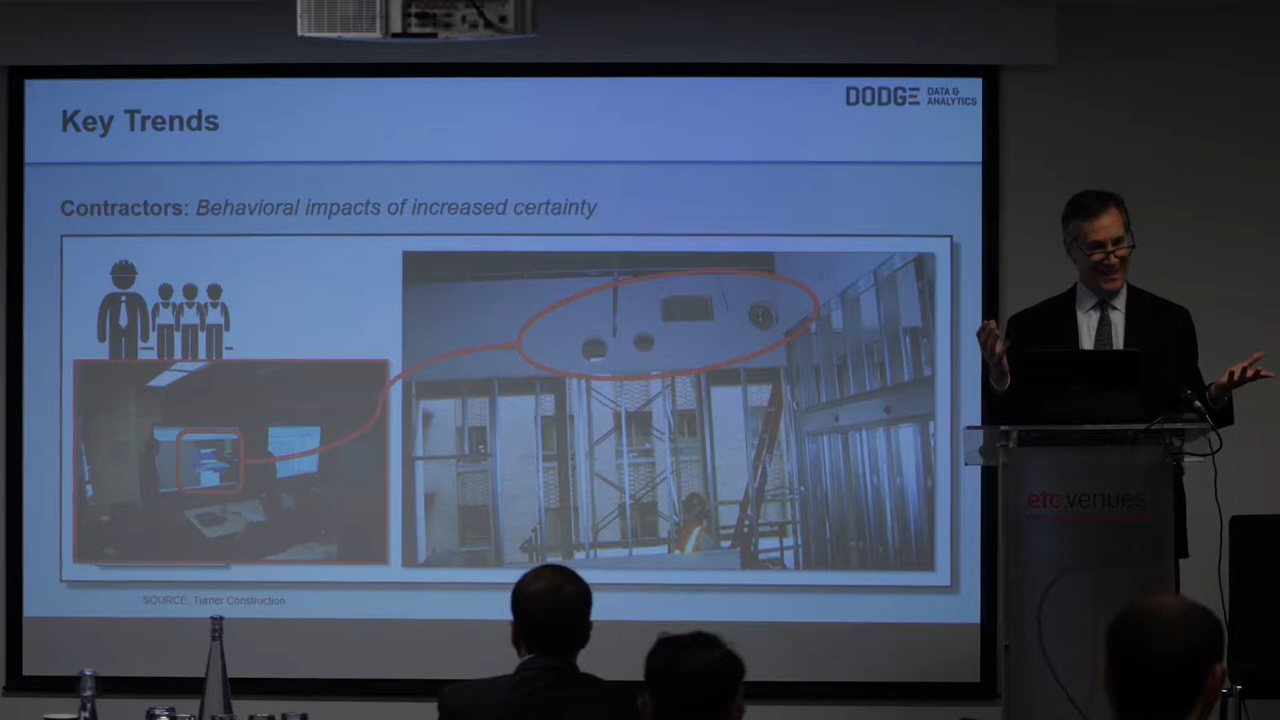 Key Trends
DODGE DATA & ANALYTICS
Contractors: Behavioral impacts of increased certainty
SOURCE: Turner Construction
etc.venues